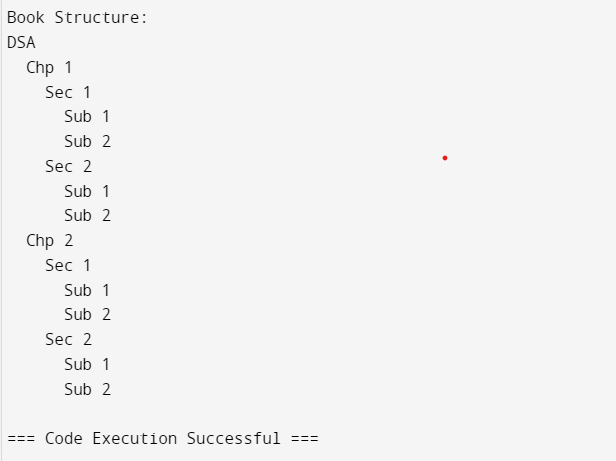 Book Structure:
DSA
  Chp 1
    Sec 1
      Sub 1
      Sub 2
    Sec 2
      Sub 1
      Sub 2
  Chp 2
    Sec 1
      Sub 1
      Sub 2
    Sec 2
      Sub 1
      Sub 2

=== Code Execution Successful ===